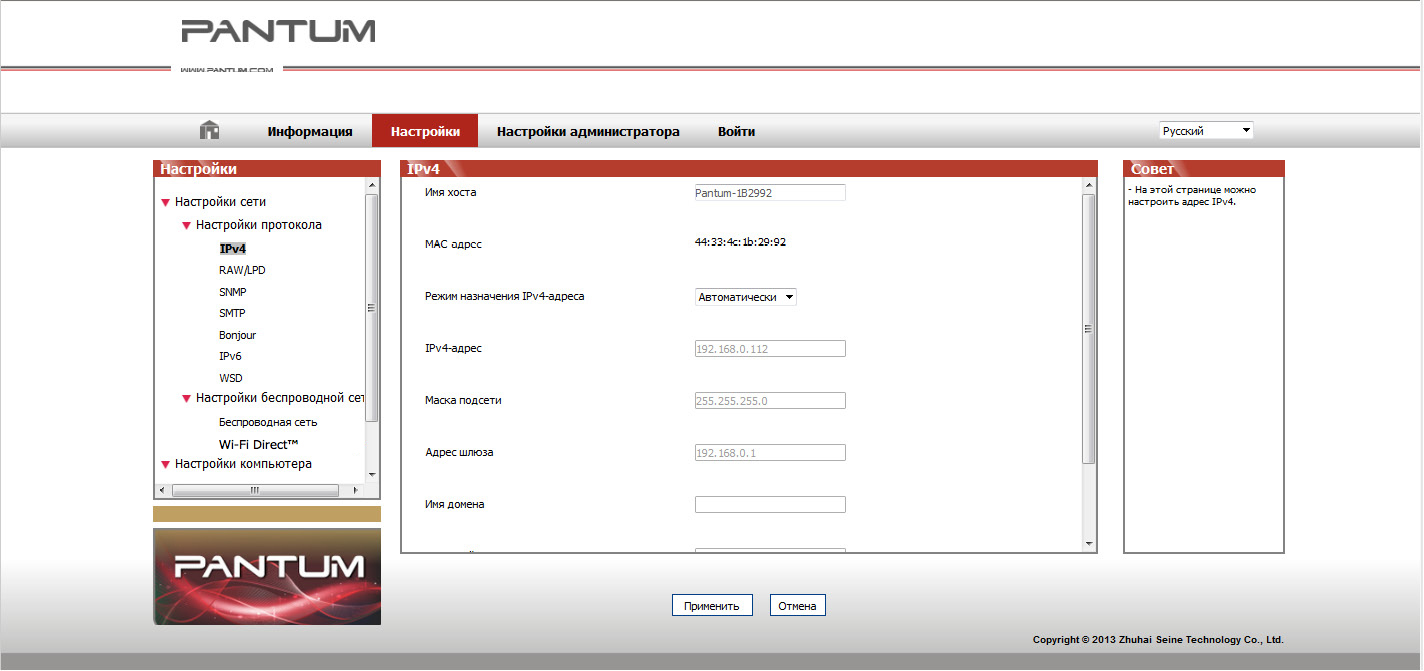 PANTUM
WWW.PANTUM.COM
Информация
Настройки
Настройки администратора
Войти
Русский
Настройки
Настройки сети
Настройки протокола
IPv4
RAW/LPD
SNMP
SMTP
Bonjour
IPv6
WSD
Настройки беспроводной сет
Беспроводная сеть
Wi-Fi Direct™
Настройки компьютера
PANTUM
IPv4
Имя хоста Pantum-1B2992
MAC адрес 44:33:4c:1b:29:92
Режим назначения IPv4-адреса Автоматически
IPv4-адрес 192.168.0.112
Маска подсети 255.255.255.0
Адрес шлюза 192.168.0.1
Имя домена
Применить
Отмена
Совет
- На этой странице можно
настроить адрес IPv4.
Copyright © 2013 Zhuhai Seine Technology Co., Ltd.